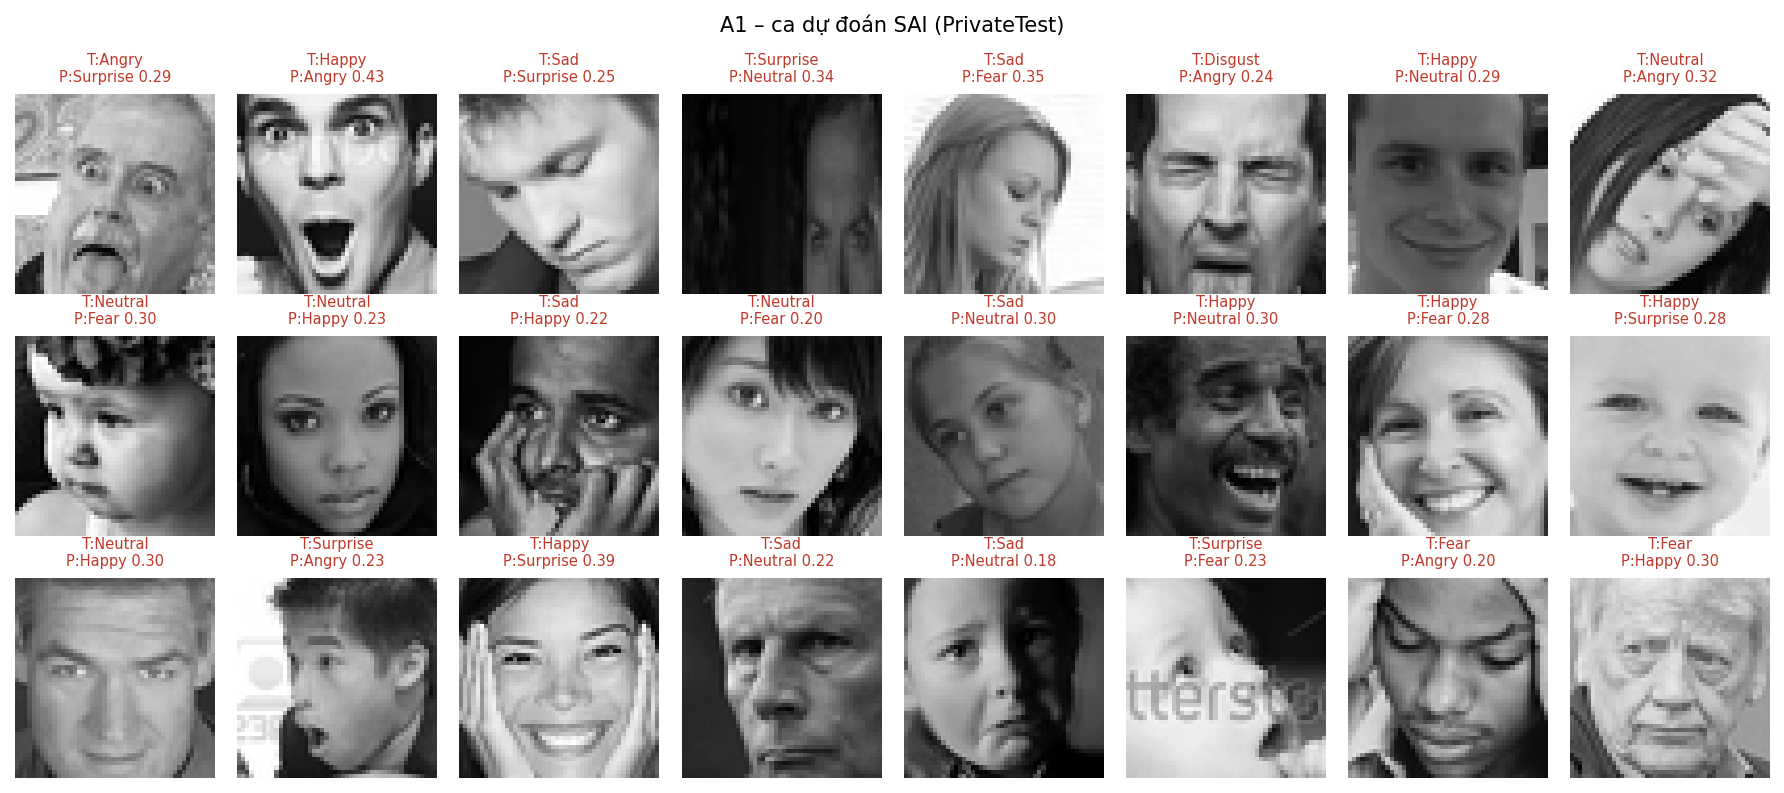 A1 – ca dự đoán SAI (PrivateTest)
T:Angry
P:Surprise 0.29
T:Happy
P:Angry 0.43
T:Sad
P:Surprise 0.25
T:Surprise
P:Neutral 0.34
T:Sad
P:Fear 0.35
T:Disgust
P:Angry 0.24
T:Happy
P:Neutral 0.29
T:Neutral
P:Angry 0.32
T:Neutral
P:Fear 0.30
T:Neutral
P:Happy 0.23
T:Sad
P:Happy 0.22
T:Neutral
P:Fear 0.20
T:Sad
P:Neutral 0.30
T:Happy
P:Neutral 0.30
T:Happy
P:Fear 0.28
T:Happy
P:Surprise 0.28
T:Neutral
P:Happy 0.30
T:Surprise
P:Angry 0.23
T:Happy
P:Surprise 0.39
T:Sad
P:Neutral 0.22
T:Sad
P:Neutral 0.18
T:Surprise
P:Fear 0.23
T:Fear
P:Angry 0.20
T:Fear
P:Happy 0.30
tterst